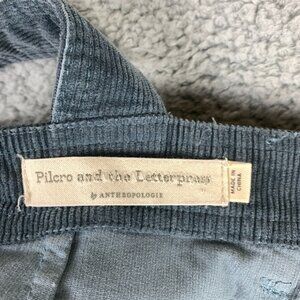 Pilcro and the Letterpress
by ANTHROPOLOGIE
MADE IN
CHINA